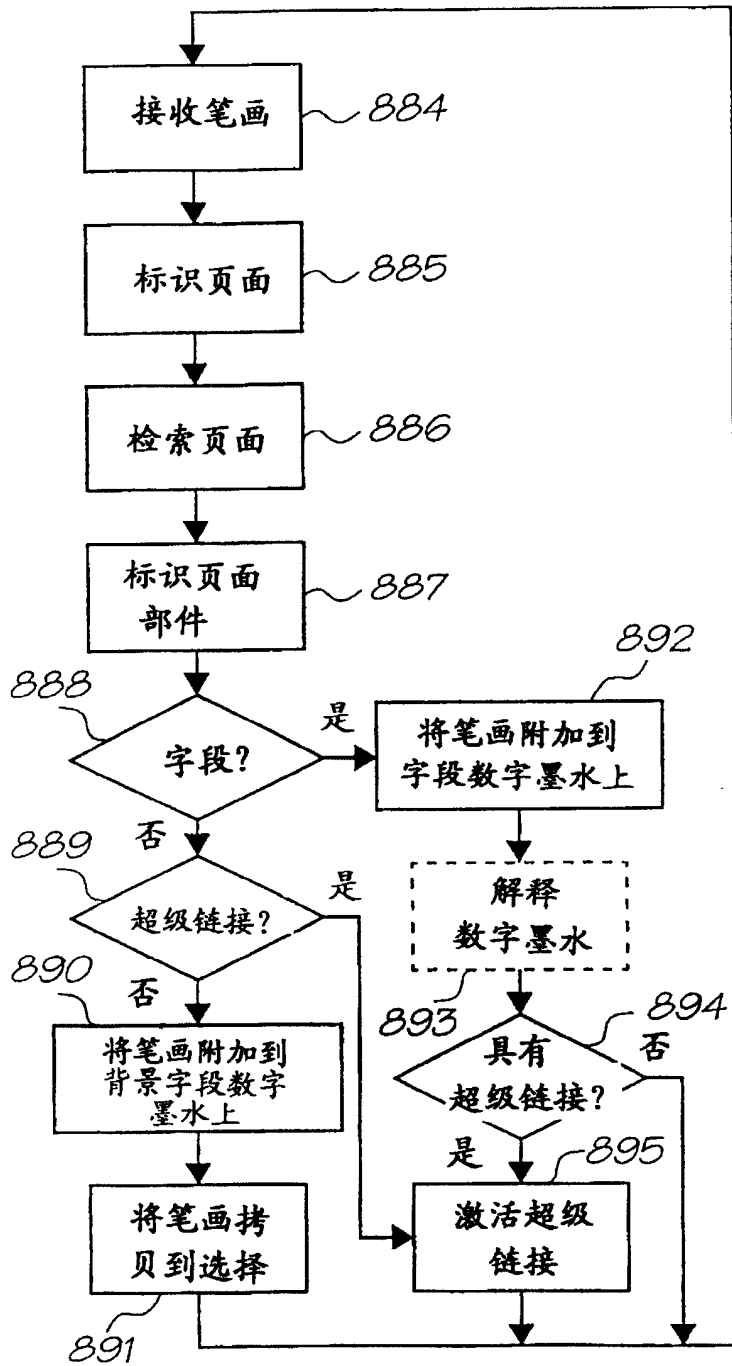 接收笔画
884
标识页面
885
检索页面
886
标识页面
部件
887
888
字段?
是
892
将笔画附加到
字段数字墨水上
否
889
超级链接?
是
解释
数字墨水
893
890
否
将笔画附加到
背景字段数字
墨水上
894
具有
超级链接?
否
是
895
激活超级
链接
将笔画拷
贝到选择
891